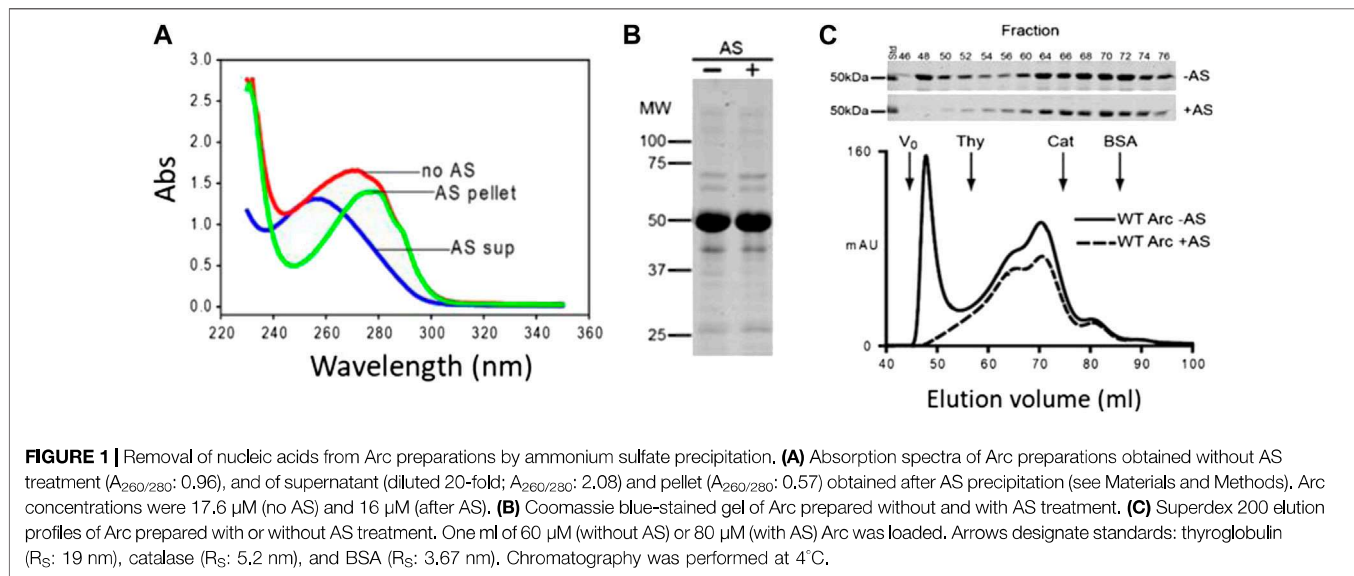 A
3.0
2.5
2.0
1.5
1.0
0.5
0.0
Abs
no AS
AS pellet
AS sup
220 240 260 280 300 320 340 360
Wavelength (nm)
B
AS
− +
MW
100
75
50
37
25
C
Fraction
Std 46 48 50 52 54 56 60 64 66 68 70 72 74 76
50kDa -AS
50kDa +AS
V0 Thy Cat BSA
160
mAU
0
WT Arc -AS
WT Arc +AS
40 50 60 70 80 90 100
Elution volume (ml)
FIGURE 1 | Removal of nucleic acids from Arc preparations by ammonium sulfate precipitation. (A) Absorption spectra of Arc preparations obtained without AS
treatment (A260/280: 0.96), and of supernatant (diluted 20-fold; A260/280: 2.08) and pellet (A260/280: 0.57) obtained after AS precipitation (see Materials and Methods). Arc
concentrations were 17.6 µM (no AS) and 16 µM (after AS). (B) Coomassie blue-stained gel of Arc prepared without and with AS treatment. (C) Superdex 200 elution
profiles of Arc prepared with or without AS treatment. One ml of 60 µM (without AS) or 80 µM (with AS) Arc was loaded. Arrows designate standards: thyroglobulin
(RS: 19 nm), catalase (RS: 5.2 nm), and BSA (RS: 3.67 nm). Chromatography was performed at 4°C.